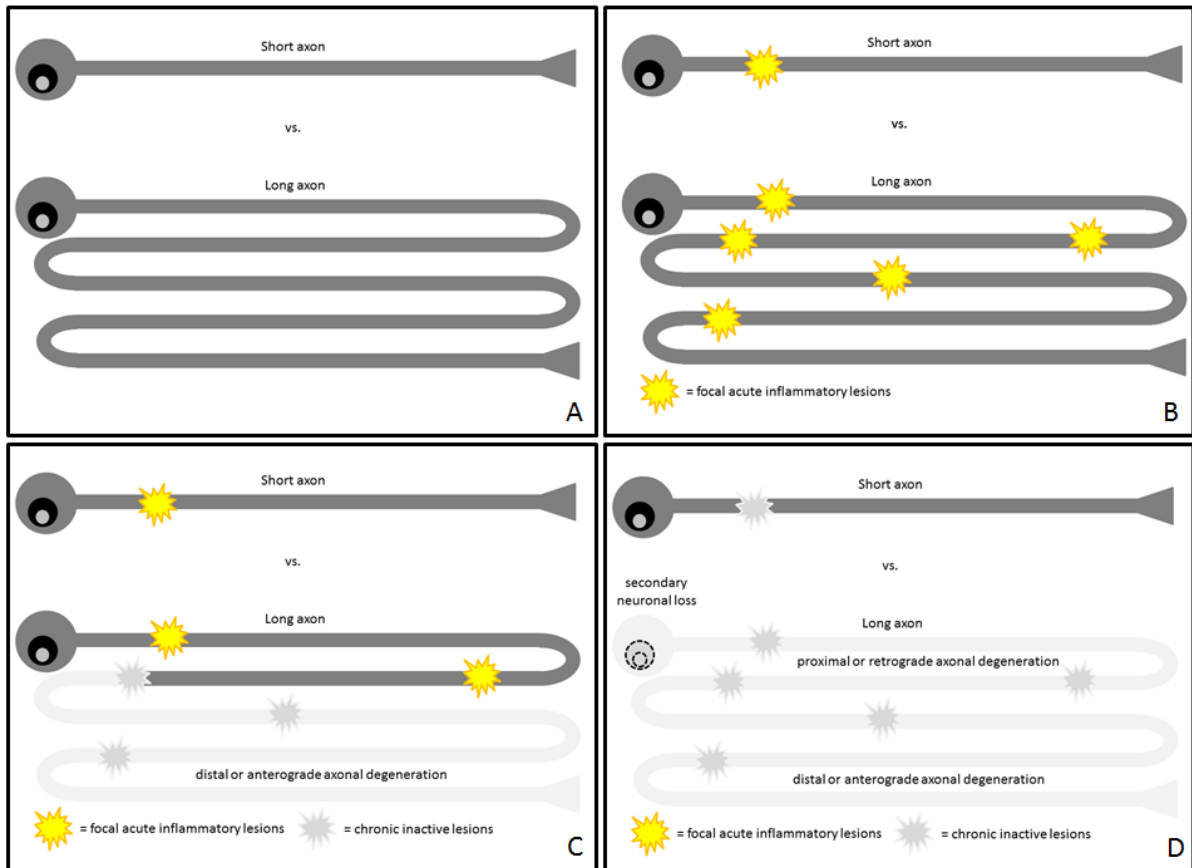 Short axon
vs.
Long axon
A
Short axon
vs.
Long axon
= focal acute inflammatory lesions
B
Short axon
vs.
Long axon
distal or anterograde axonal degeneration
= focal acute inflammatory lesions
= chronic inactive lesions
C
Short axon
vs.
secondary
neuronal loss
Long axon
proximal or retrograde axonal degeneration
distal or anterograde axonal degeneration
= focal acute inflammatory lesions
= chronic inactive lesions
D